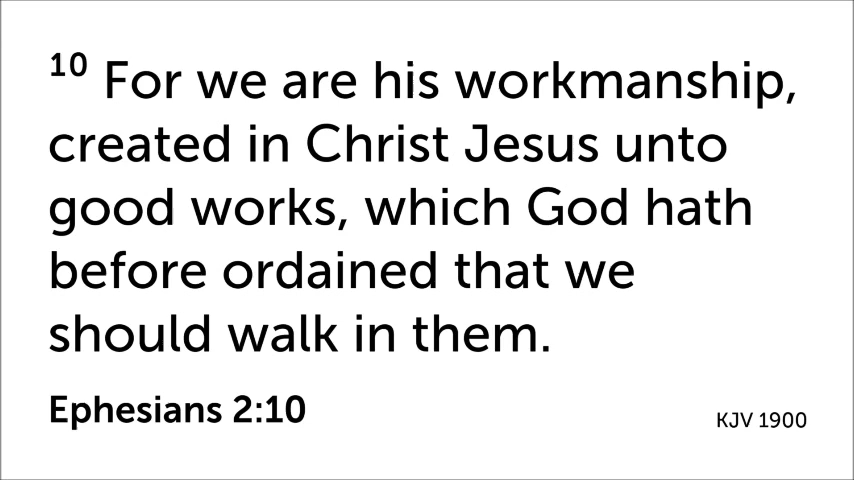 10 For we are his workmanship,
created in Christ Jesus unto
good works, which God hath
before ordained that we
should walk in them.
Ephesians 2:10
KJV 1900